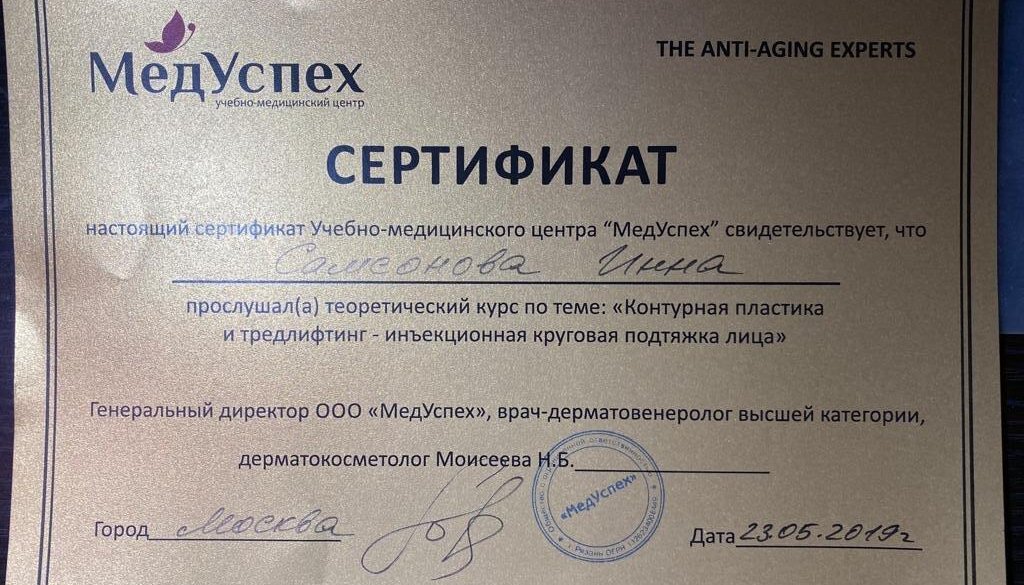 МедУспех
учебно-медицинский центр
THE ANTI-AGING EXPERTS
СЕРТИФИКАТ
настоящий сертификат Учебно-медицинского центра “МедУспех” свидетельствует, что
Самсонова Инна
прослушал(а) теоретический курс по теме: «Контурная пластика
и тредлифтинг - инъекционная круговая подтяжка лица»
Генеральный директор ООО «МедУспех», врач-дерматовенеролог высшей категории,
дерматокосметолог Моисеева Н.Б.
«МедУспех»
г. Рязань ОГРН
Город Москва
Дата 23.05.2019г